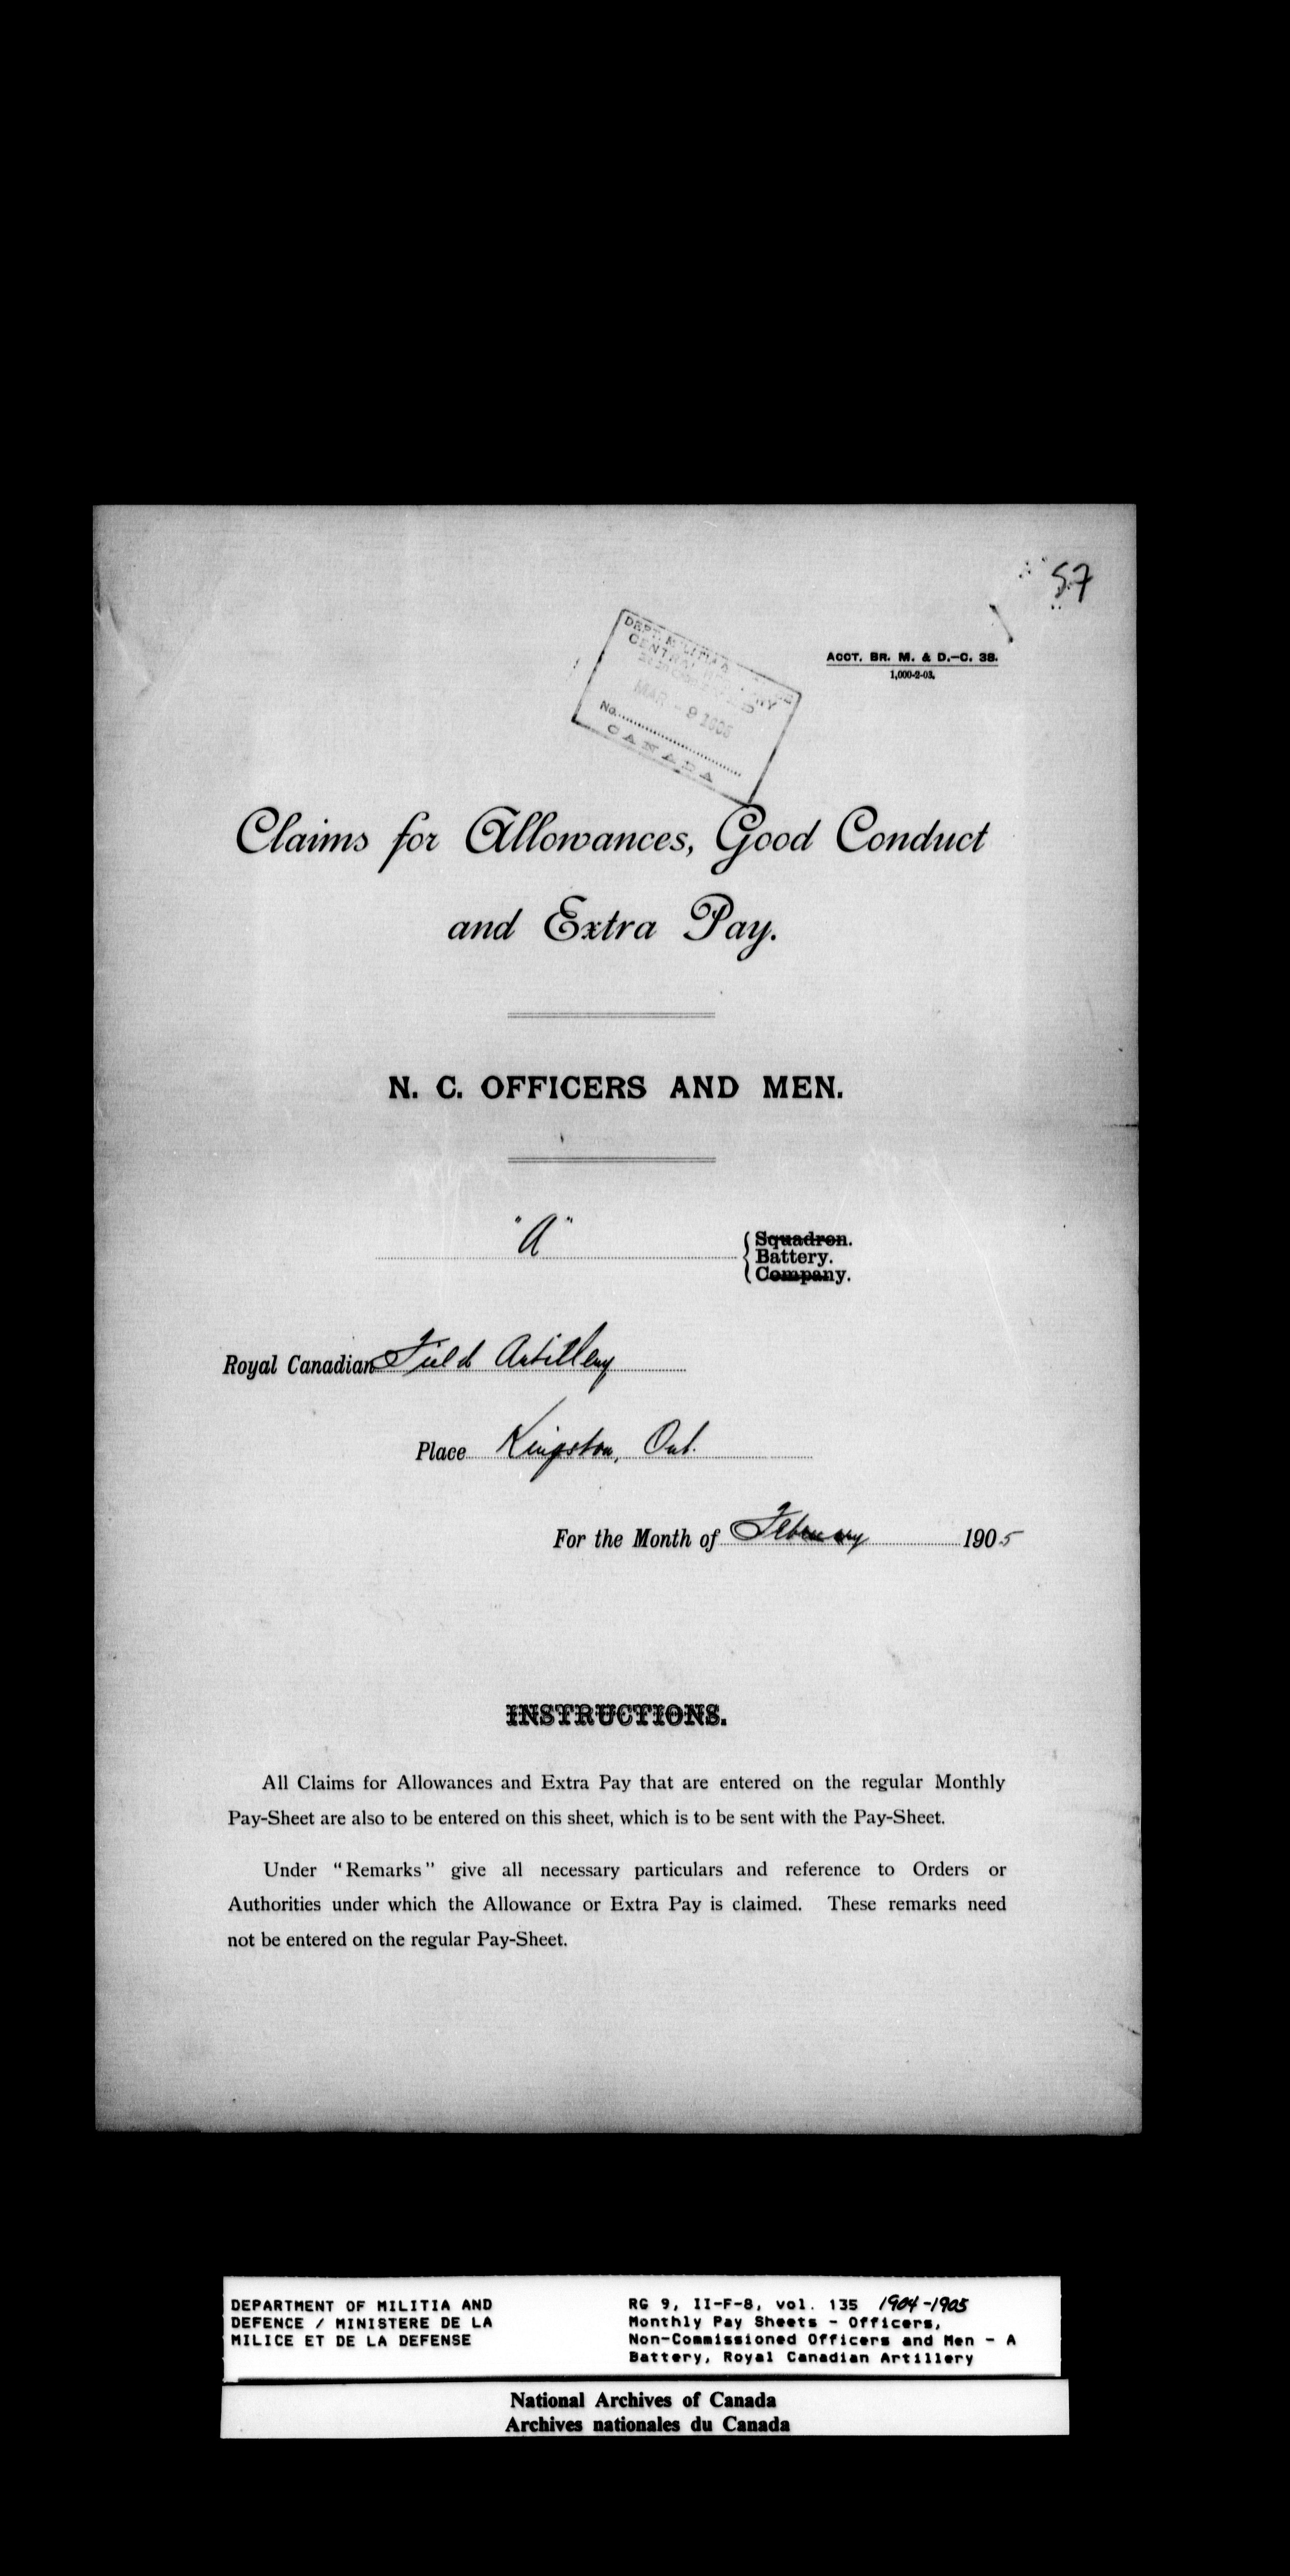 57
ACCT. BR. M. & D.-C. 38.
1,000-2-03.
DEPT. MILITIA &
CENTRAL REGISTRY
MAR - 9 1905
No.
CANADA
Claims for Allowances, Good Conduct
and Extra Pay.
N. C. OFFICERS AND MEN.
"A"
Squadron.
Battery.
Company.
Royal Canadian Field Artillery
Place Kingston, Ont.
For the Month of February 1905
INSTRUCTIONS.
All Claims for Allowances and Extra Pay that are entered on the regular Monthly
Pay-Sheet are also to be entered on this sheet, which is to be sent with the Pay-Sheet.
Under "Remarks" give all necessary particulars and reference to Orders or
Authorities under which the Allowance or Extra Pay is claimed. These remarks need
not be entered on the regular Pay-Sheet.
DEPARTMENT OF MILITIA AND
DEFENCE / MINISTERE DE LA
MILICE ET DE LA DEFENSE
RG 9, II-F-8, vol. 135 1904-1905
Monthly Pay Sheets - Officers,
Non-Commissioned Officers and Men - A
Battery, Royal Canadian Artillery
National Archives of Canada
Archives nationales du Canada